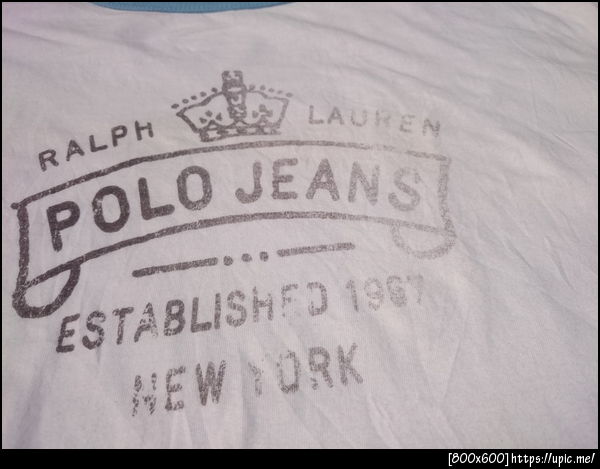 RALPH LAUREN
POLO JEANS
ESTABLISHED 1967
NEW YORK
[800x600]https://upic.me/